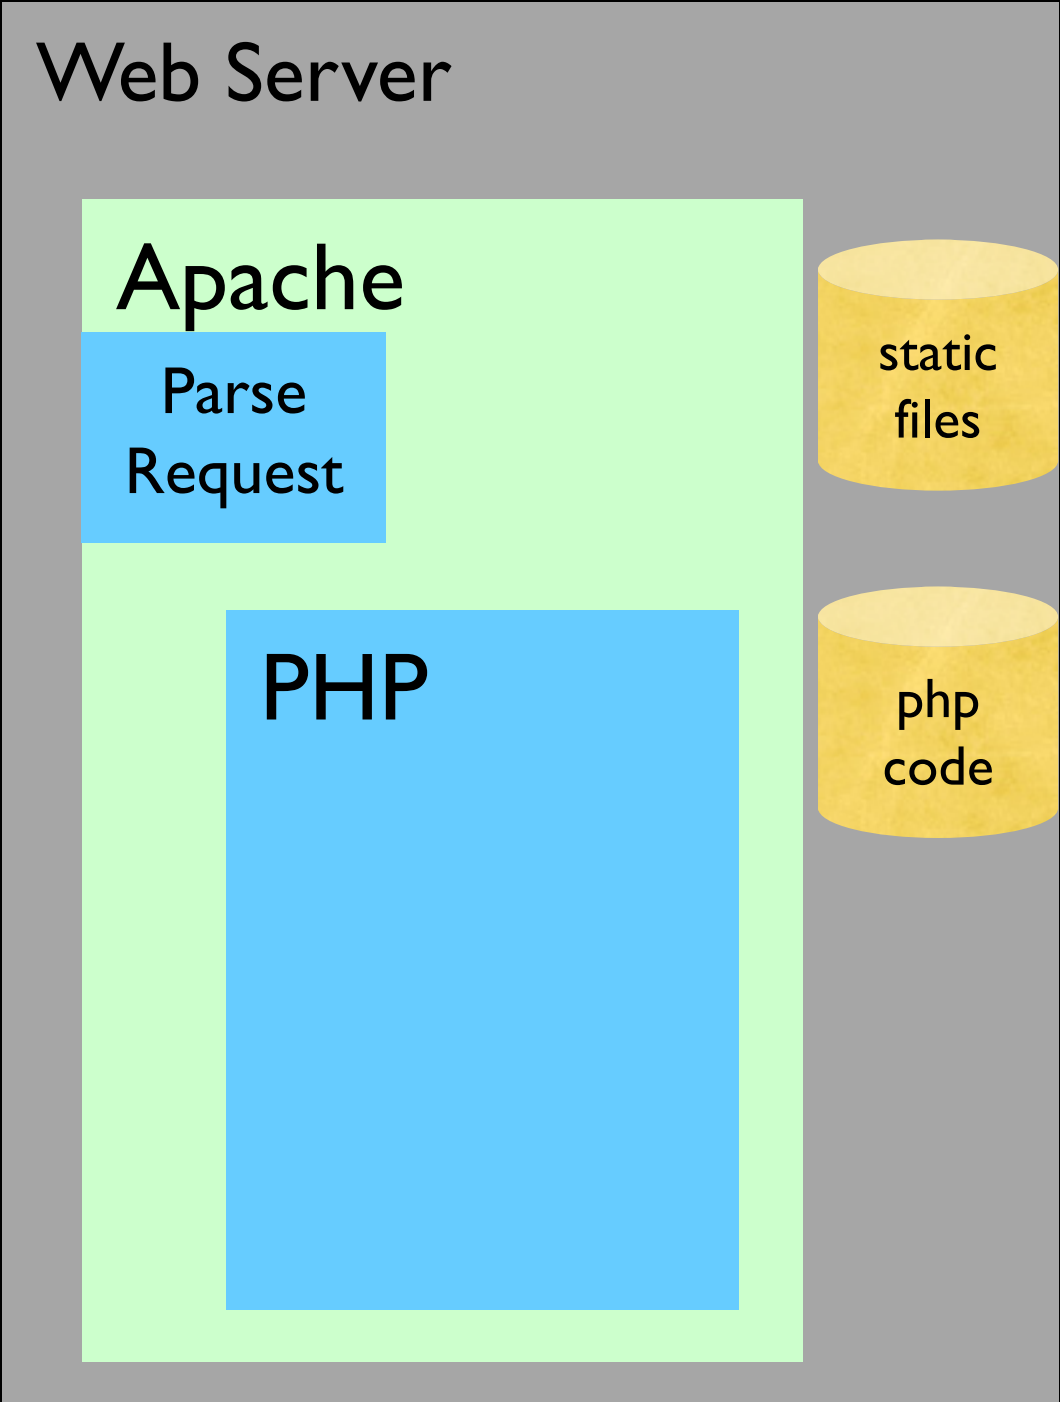 Web Server
Apache
Parse
Request
static
files
PHP
php
code